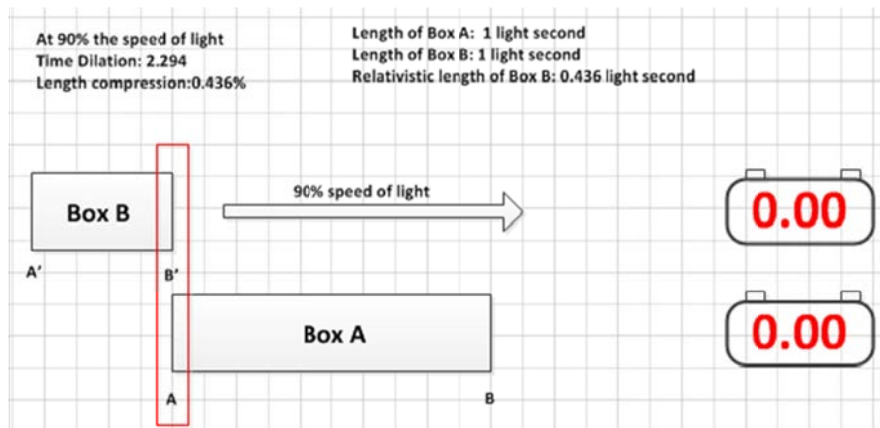 At 90% the speed of light
Time Dilation: 2.294
Length compression:0.436%
Length of Box A: 1 light second
Length of Box B: 1 light second
Relativistic length of Box B: 0.436 light second
90% speed of light
Box B
0.00
A'
B'
Box A
0.00
A
B